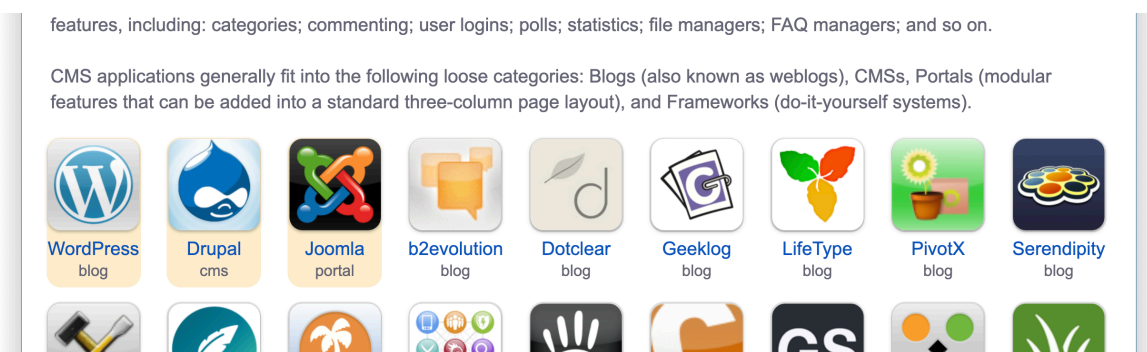 features, including: categories; commenting; user logins; polls; statistics; file managers; FAQ managers; and so on.
CMS applications generally fit into the following loose categories: Blogs (also known as weblogs), CMSs, Portals (modular
features that can be added into a standard three-column page layout), and Frameworks (do-it-yourself systems).
W d G
WordPress Drupal Joomla b2evolution Dotclear Geeklog LifeType PivotX Serendipity
blog cms portal blog blog blog blog blog blog
GS